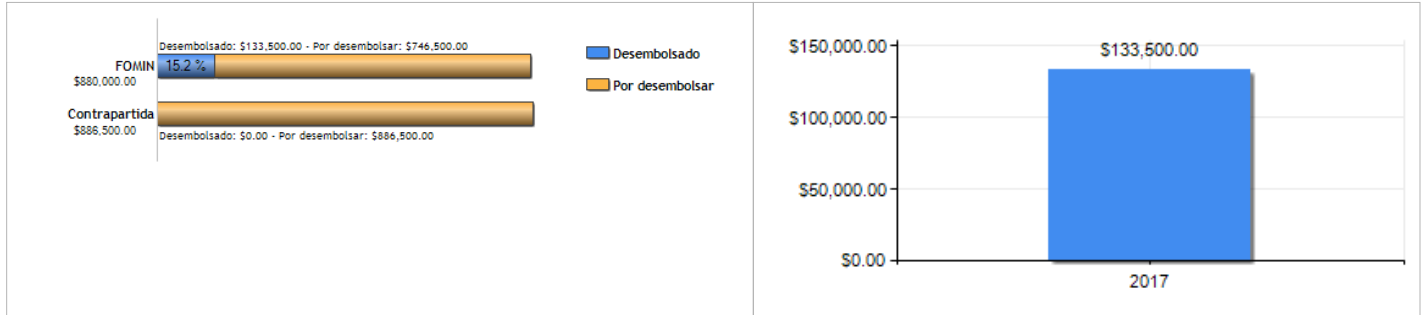 Desembolsado: $133,500.00 - Por desembolsar: $746,500.00
FOMIN
15.2 %
$880,000.00
Contrapartida
$886,500.00
Desembolsado: $0.00 - Por desembolsar: $886,500.00
Desembolsado
Por desembolsar
$150,000.00
$133,500.00
$100,000.00
$50,000.00
$0.00
2017